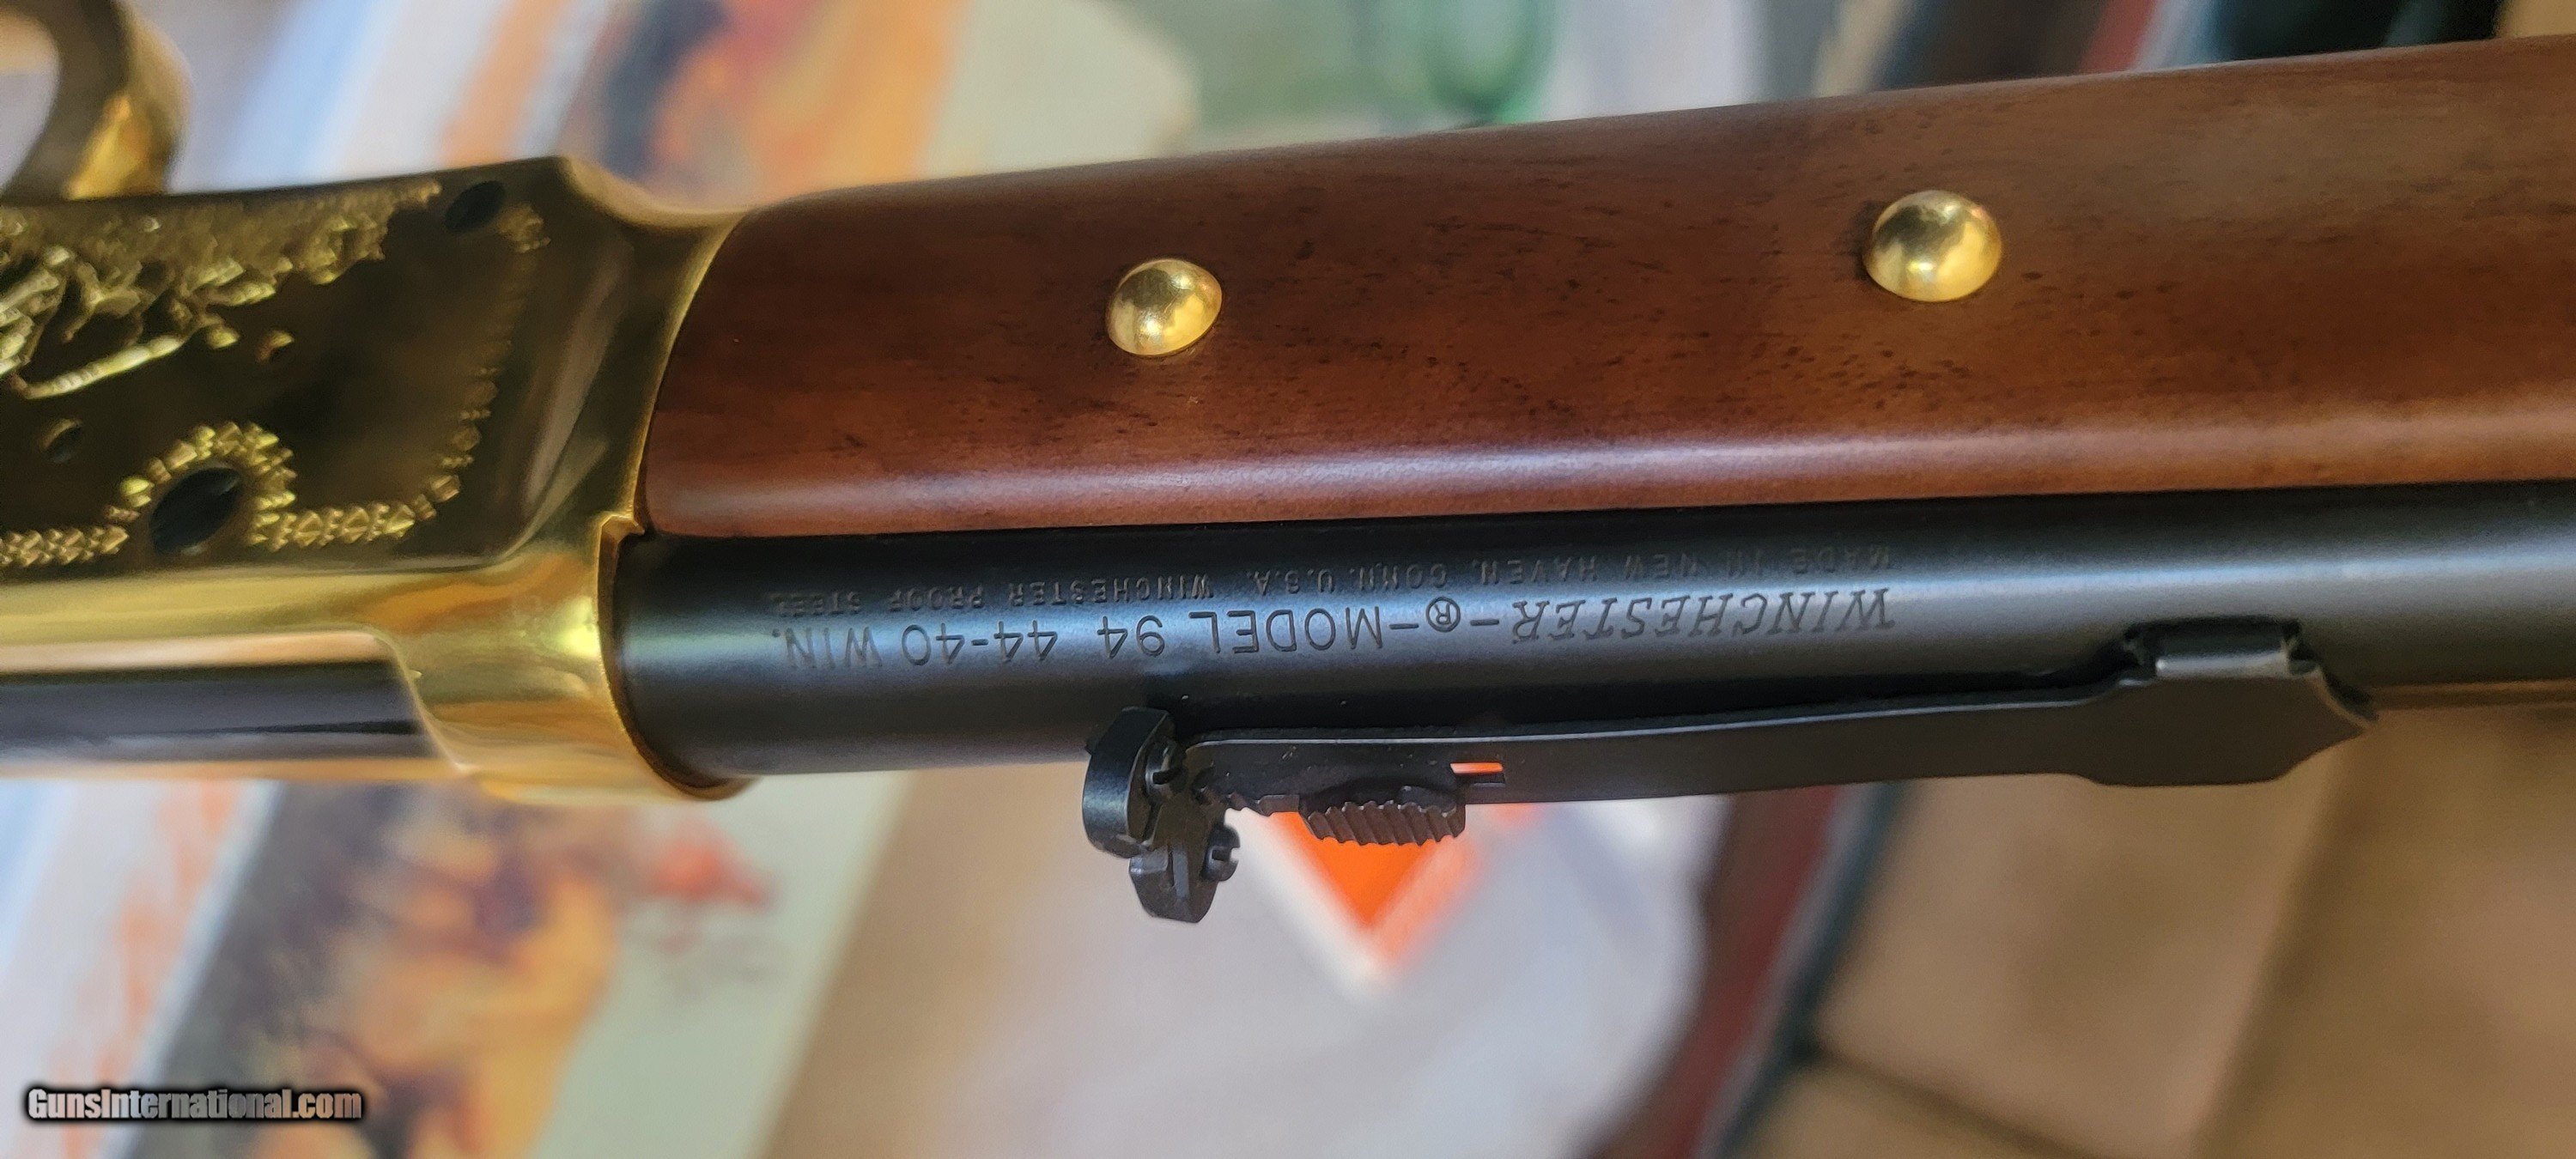 WINCHESTER-®-MODEL 94 44-40 WIN.
MADE IN NEW HAVEN, CONN. U.S.A. WINCHESTER PROOF STEEL
GunsInternational.com